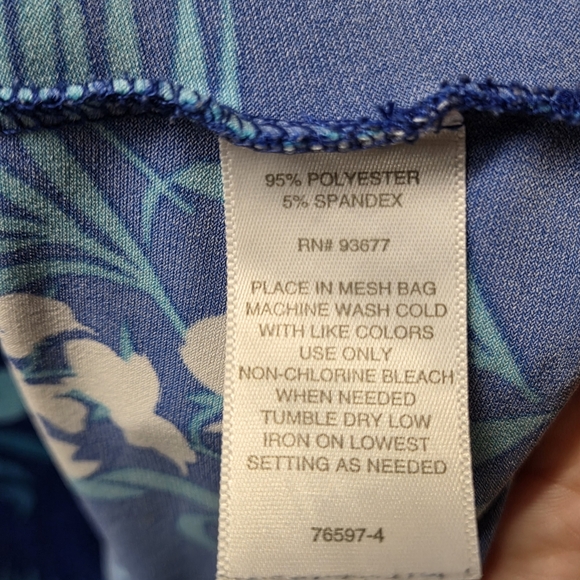 95% POLYESTER
5% SPANDEX
RN# 93677
PLACE IN MESH BAG
MACHINE WASH COLD
WITH LIKE COLORS
USE ONLY
NON-CHLORINE BLEACH
WHEN NEEDED
TUMBLE DRY LOW
IRON ON LOWEST
SETTING AS NEEDED
76597-4